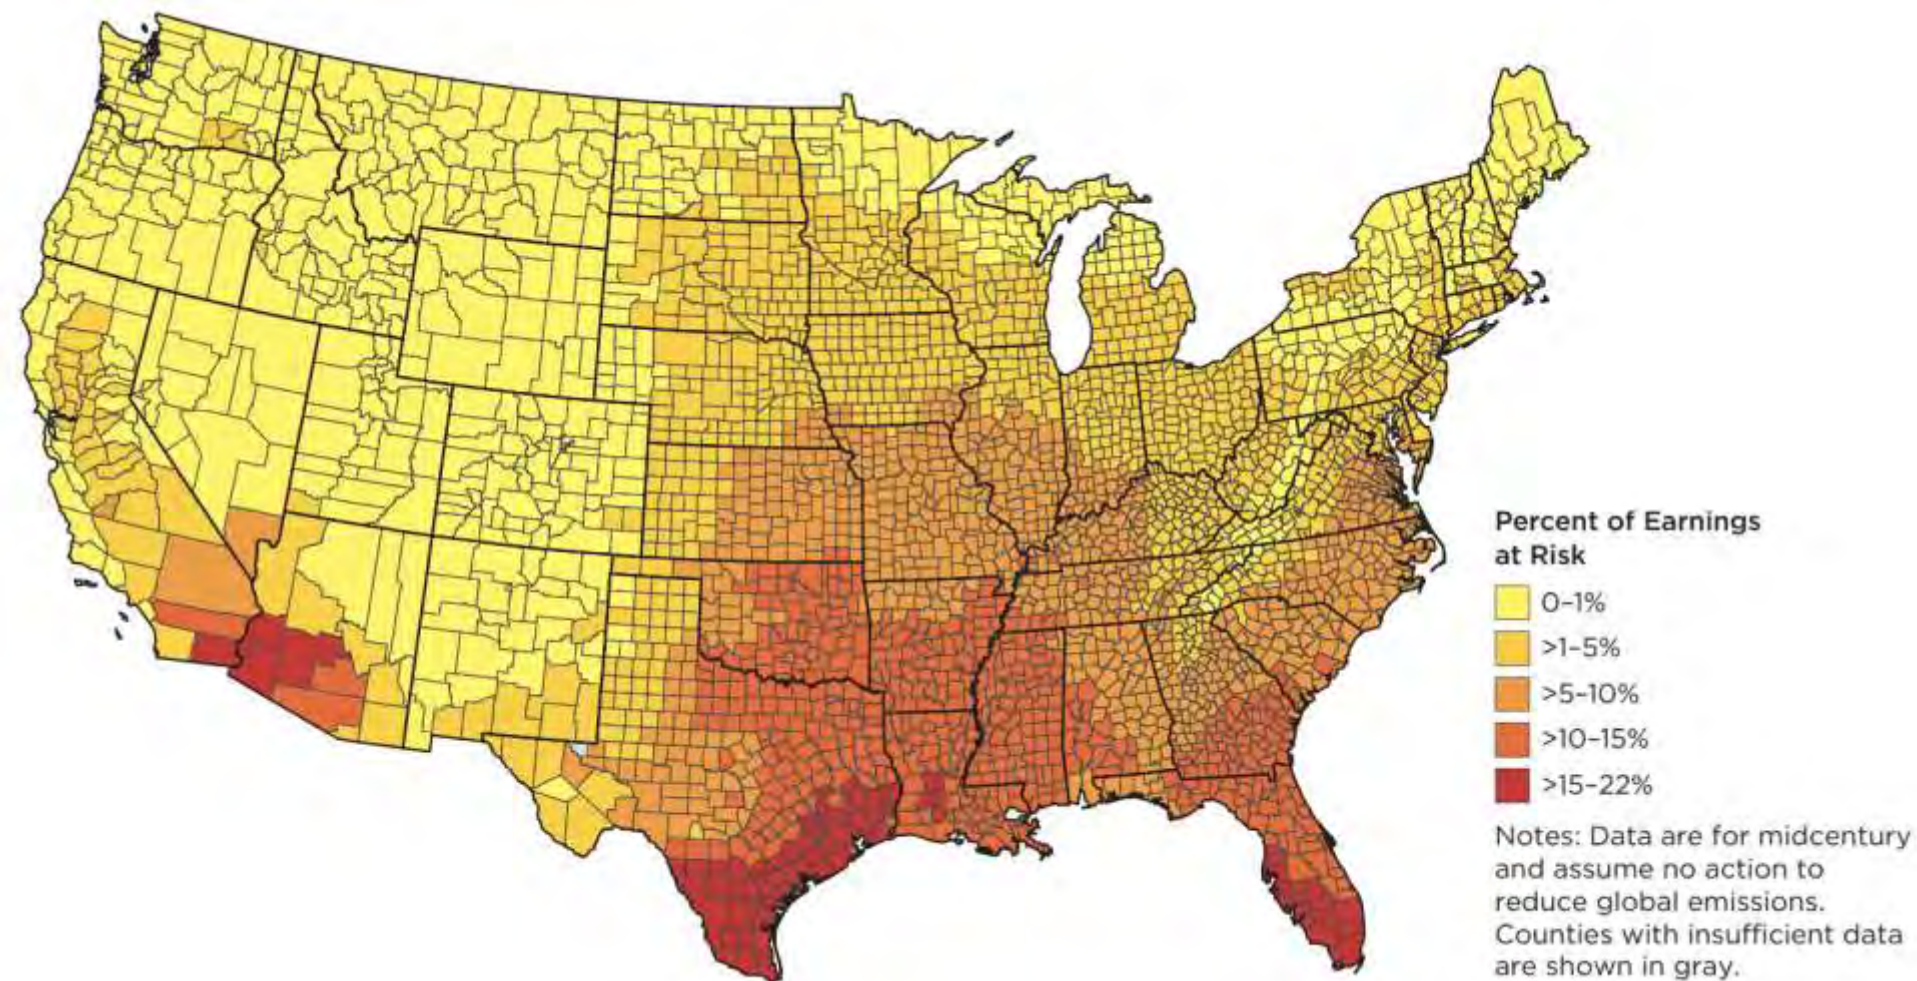 Percent of Earnings
at Risk
0–1%
>1–5%
>5–10%
>10–15%
>15–22%
Notes: Data are for midcentury
and assume no action to
reduce global emissions.
Counties with insufficient data
are shown in gray.